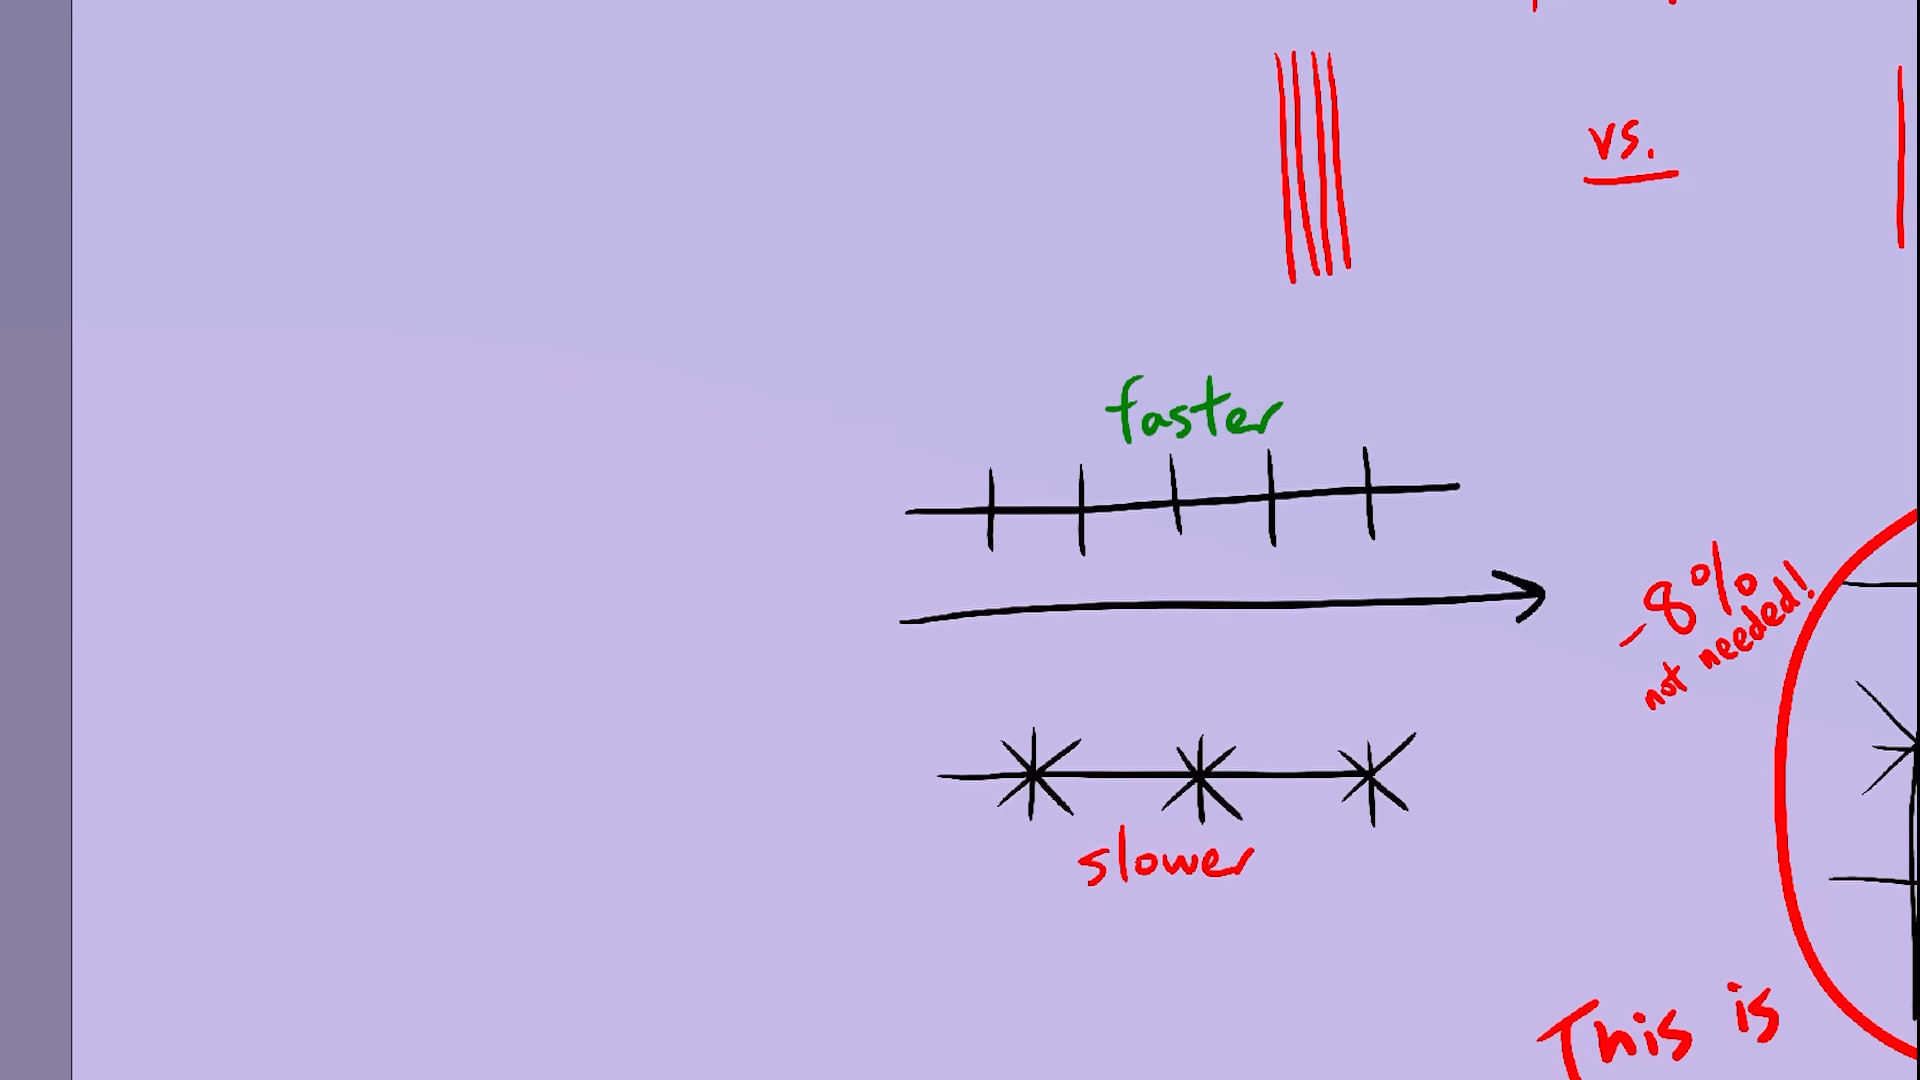 vs.
faster
-8%
not needed!
slower
This is